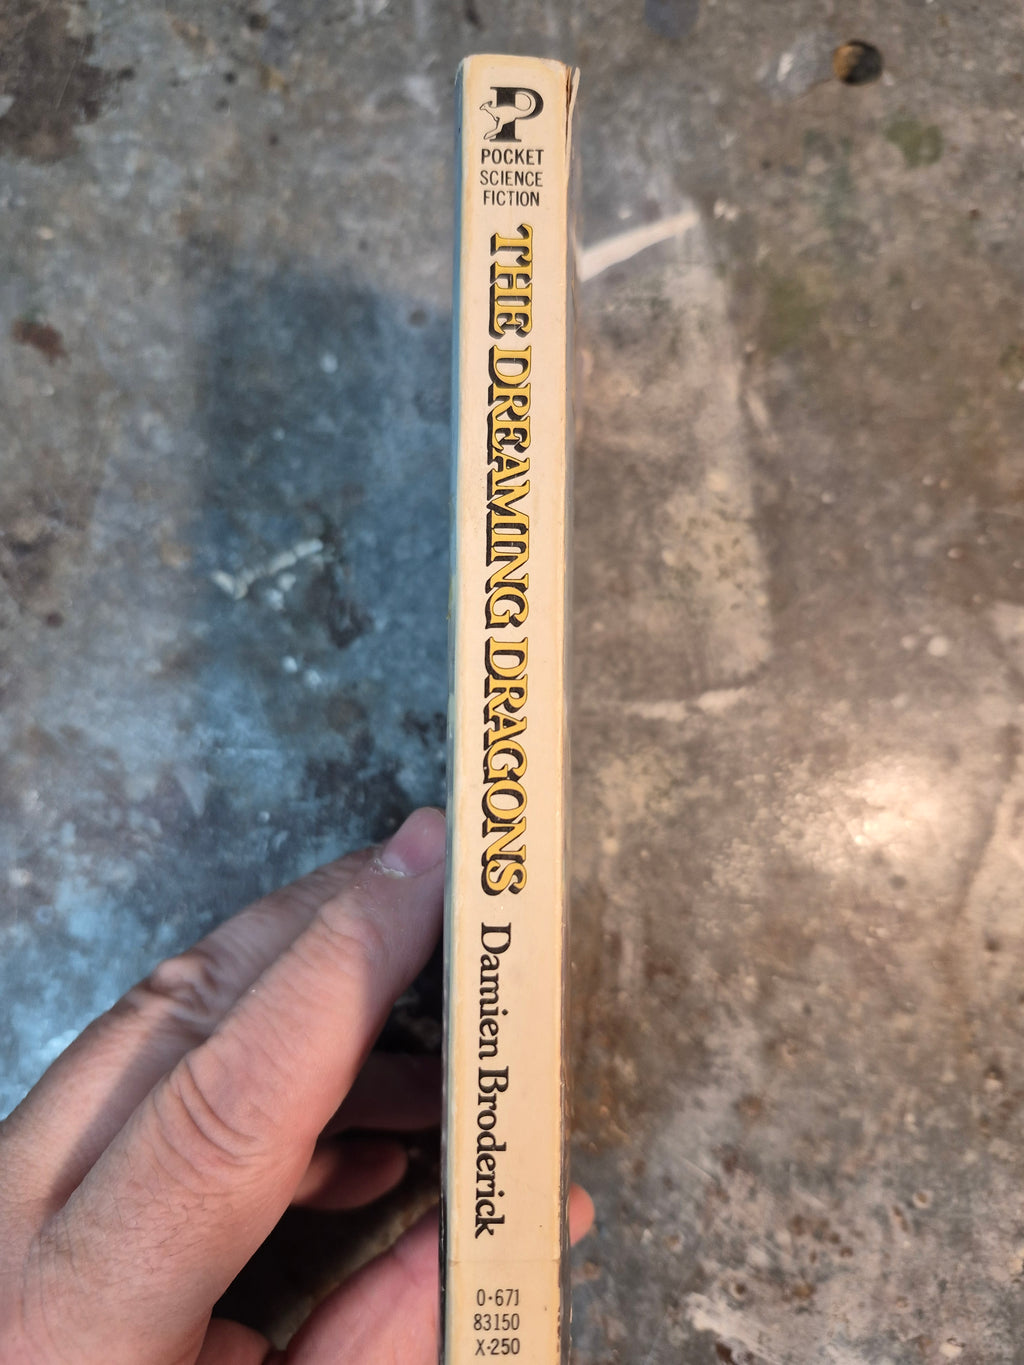 P
POCKET
SCIENCE
FICTION
THE DREAMING DRAGONS
Damien Broderick
0·671
83150
X·250